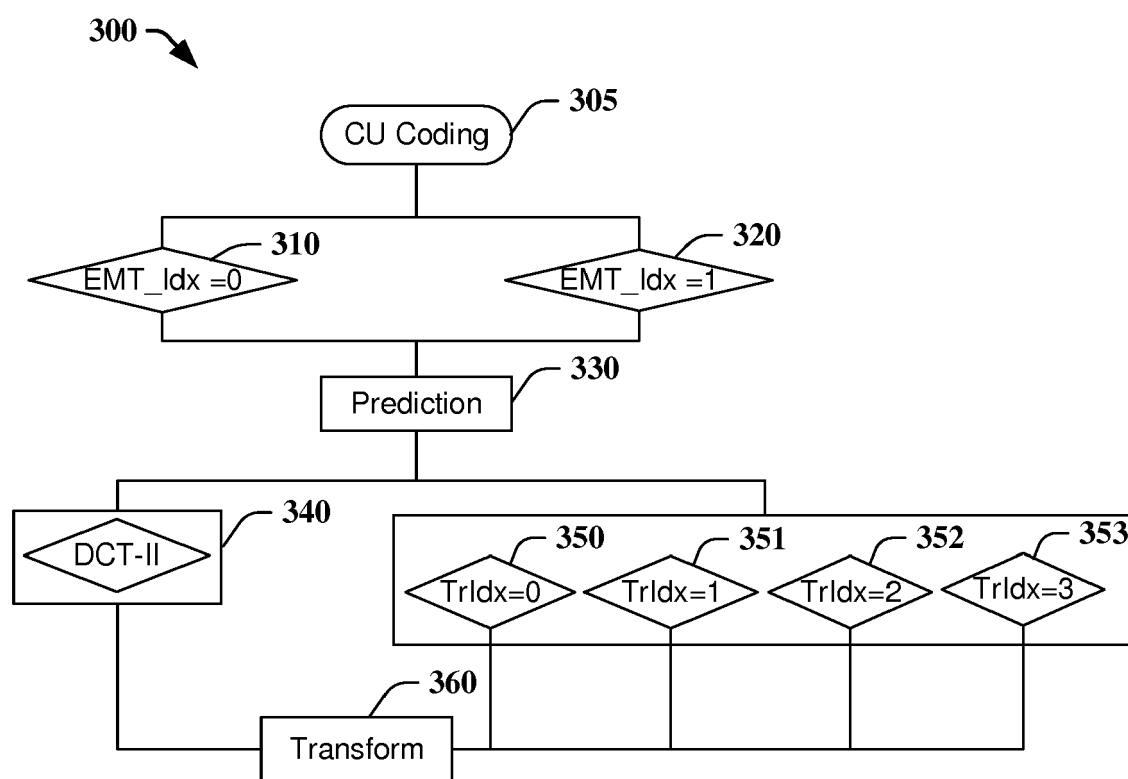 300
305
CU Coding
310
320
EMT_Idx =0
EMT_Idx =1
330
Prediction
340
350
351
352
353
DCT-II
TrIdx=0
TrIdx=1
TrIdx=2
TrIdx=3
360
Transform